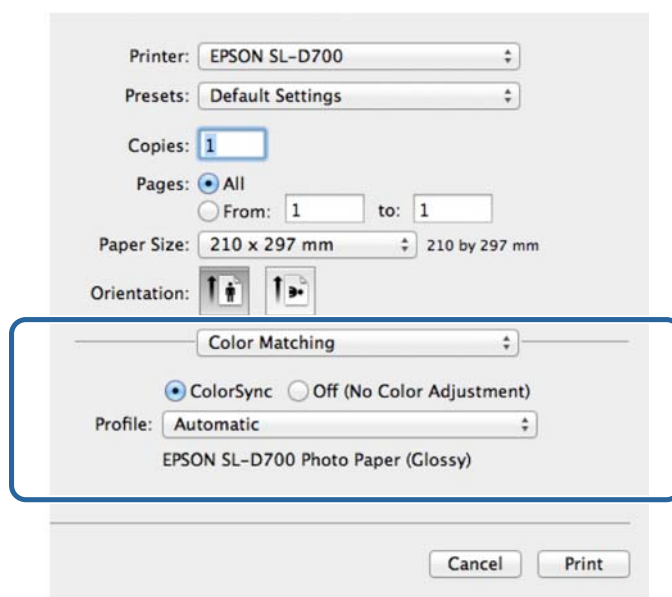 Printer: EPSON SL-D700
Presets: Default Settings
Copies: 1
Pages: All
From: 1 to: 1
Paper Size: 210 x 297 mm 210 by 297 mm
Orientation:
Color Matching
ColorSync Off (No Color Adjustment)
Profile: Automatic
EPSON SL-D700 Photo Paper (Glossy)
Cancel Print